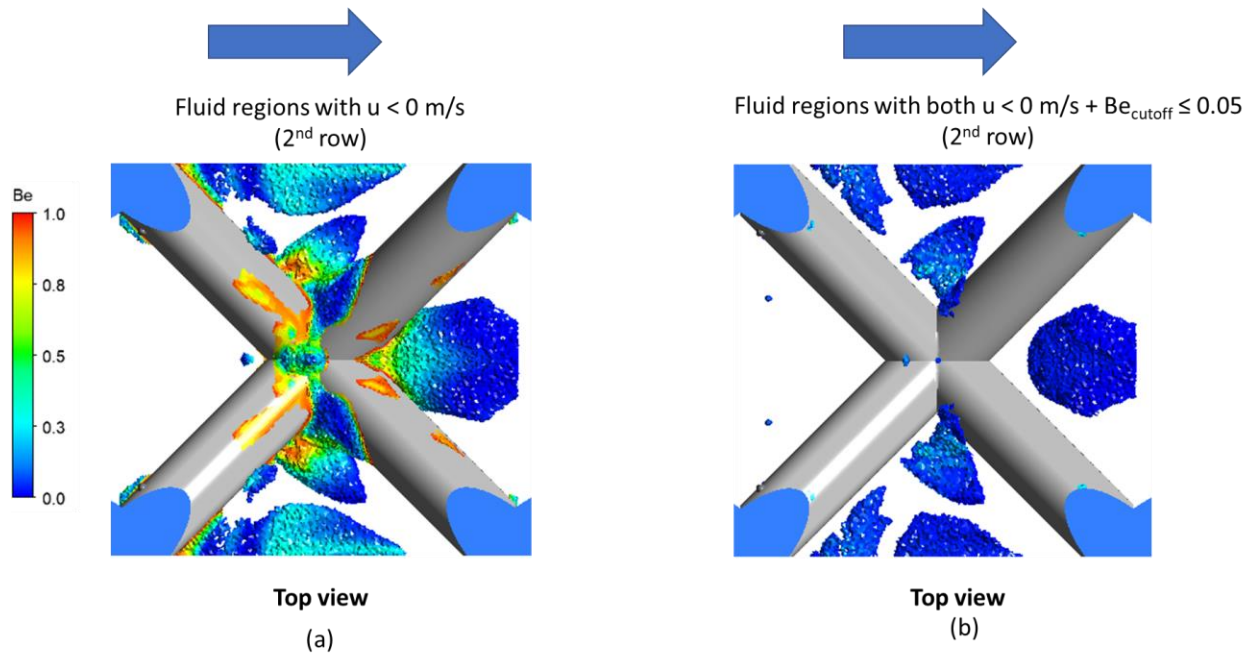 Fluid regions with u < 0 m/s
(2nd row)
Fluid regions with both u < 0 m/s + Becutoff ≤ 0.05
(2nd row)
Be
1.0
0.8
0.5
0.3
0.0
Top view
(a)
Top view
(b)